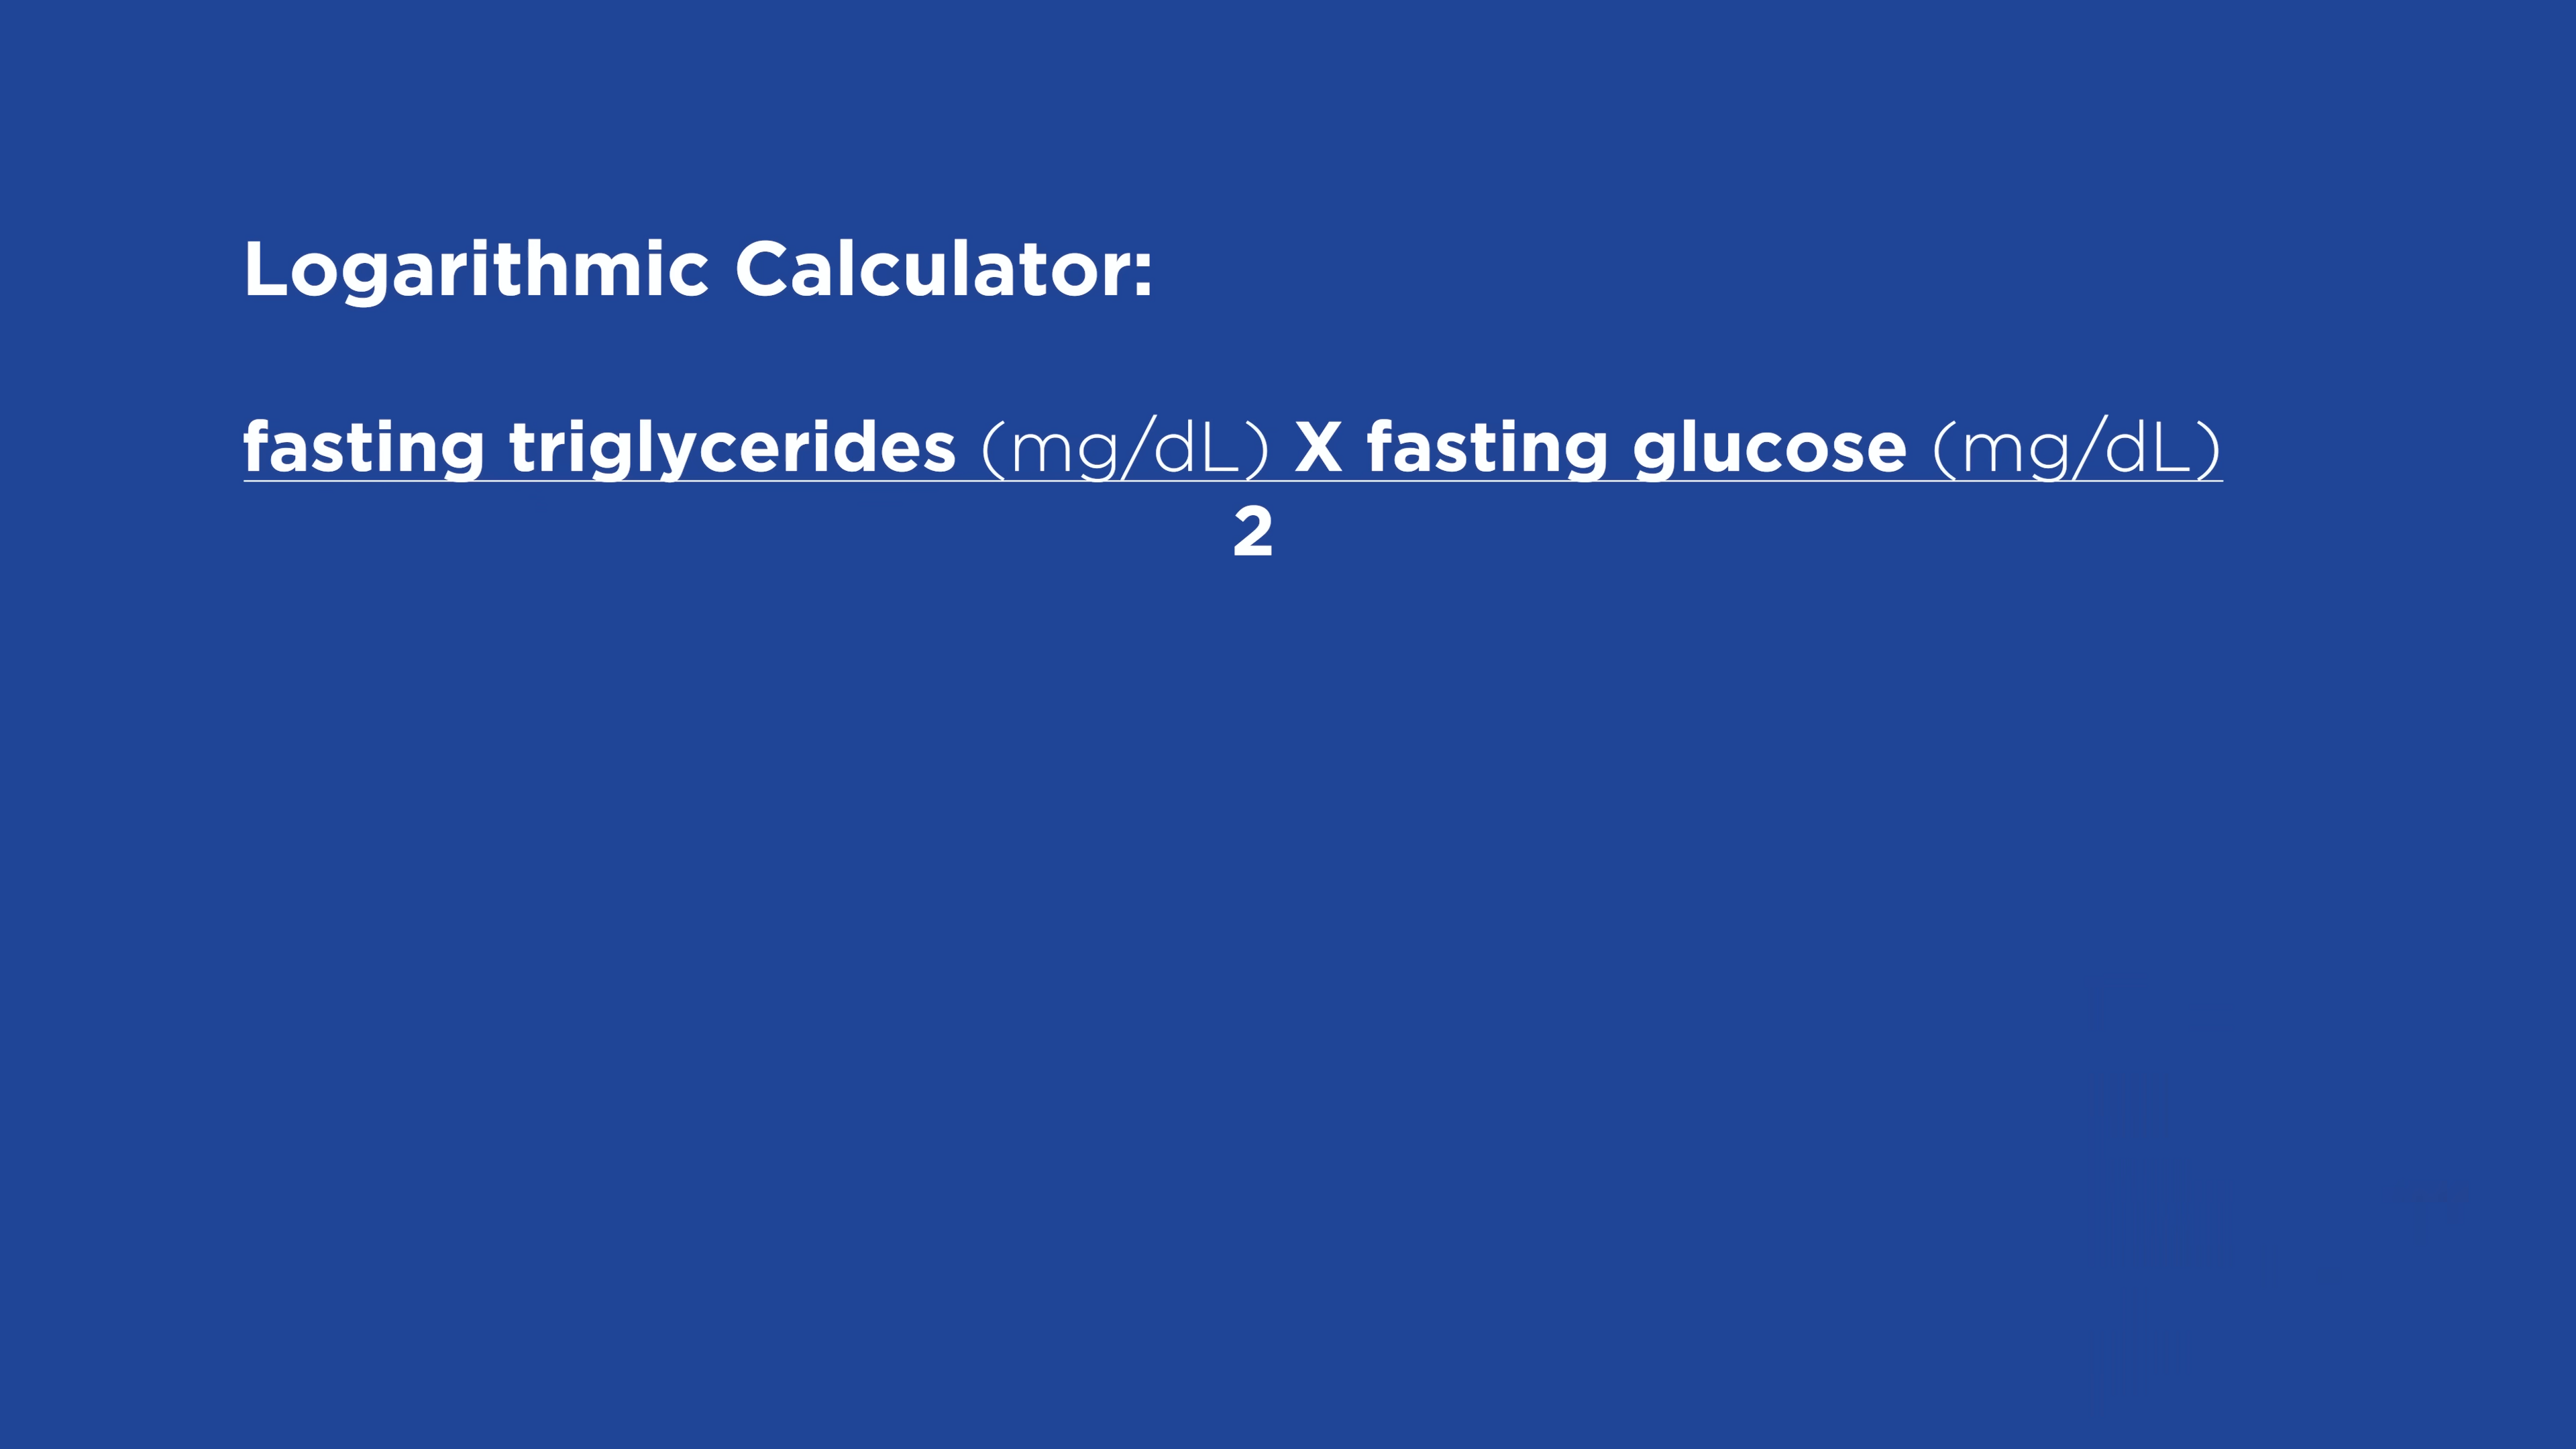 Logarithmic Calculator:
fasting triglycerides (mg/dL) X fasting glucose (mg/dL)
2